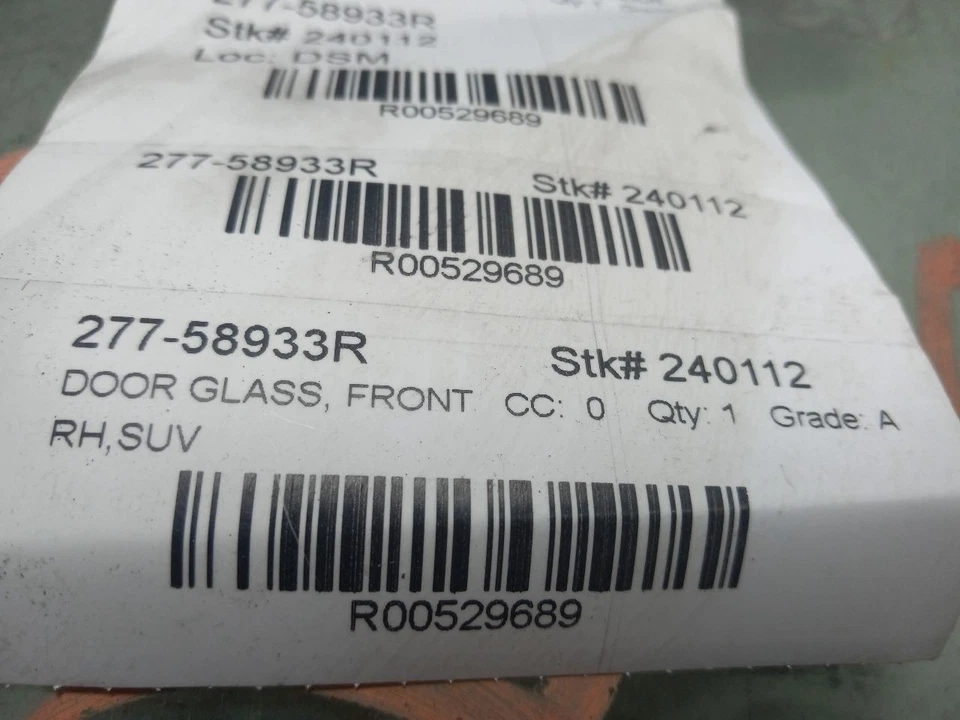 277-58933R
Stk# 240112
Loc: DSM
R00529689
277-58933R Stk# 240112
R00529689
277-58933R Stk# 240112
DOOR GLASS, FRONT CC: 0 Qty: 1 Grade: A
RH,SUV
R00529689